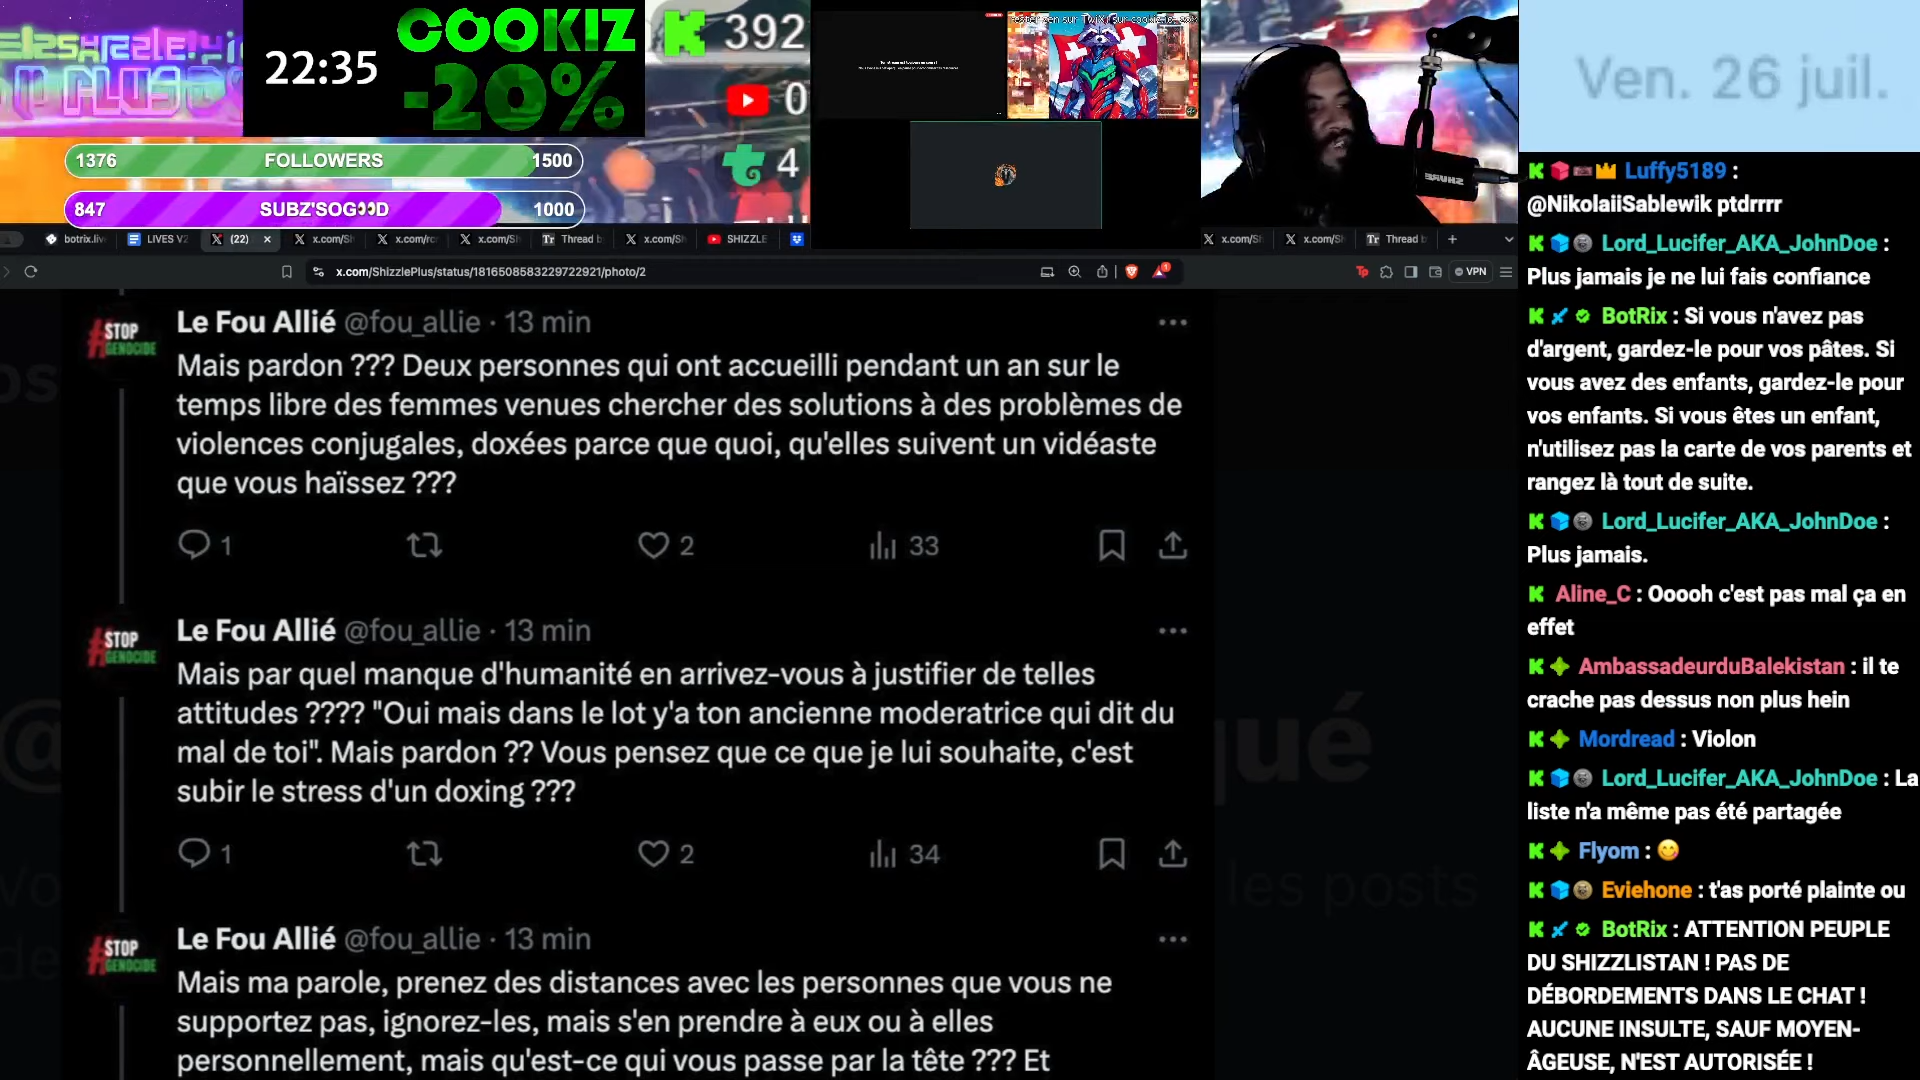 22:35
COOKIZ
-20%
392
0
4
1376 FOLLOWERS 1500
847 SUBZ'SOG👀D 1000
Ven. 26 juil.
botrix.liv
LIVES V2
(22)
x.com/Sh
x.com/rcr
x.com/Sh
Thread b
x.com/Sh
SHIZZLE
x.com/Sh
x.com/Sh
Thread b
x.com/ShizzlePlus/status/1816508583229722921/photo/2
VPN
SHURE
Le Fou Allié @fou_allie · 13 min
Mais pardon ??? Deux personnes qui ont accueilli pendant un an sur le
temps libre des femmes venues chercher des solutions à des problèmes de
violences conjugales, doxées parce que quoi, qu'elles suivent un vidéaste
que vous haïssez ???
1 2 33
#STOP
GENOCIDE
Le Fou Allié @fou_allie · 13 min
Mais par quel manque d'humanité en arrivez-vous à justifier de telles
attitudes ???? "Oui mais dans le lot y'a ton ancienne moderatrice qui dit du
mal de toi". Mais pardon ?? Vous pensez que ce que je lui souhaite, c'est
subir le stress d'un doxing ???
1 2 34
#STOP
GENOCIDE
Le Fou Allié @fou_allie · 13 min
Mais ma parole, prenez des distances avec les personnes que vous ne
supportez pas, ignorez-les, mais s'en prendre à eux ou à elles
personnellement, mais qu'est-ce qui vous passe par la tête ??? Et
#STOP
GENOCIDE
qué
les posts
Luffy5189 :
@NikolaiiSablewik ptdrrrr
Lord_Lucifer_AKA_JohnDoe :
Plus jamais je ne lui fais confiance
BotRix : Si vous n'avez pas
d'argent, gardez-le pour vos pâtes. Si
vous avez des enfants, gardez-le pour
vos enfants. Si vous êtes un enfant,
n'utilisez pas la carte de vos parents et
rangez là tout de suite.
Lord_Lucifer_AKA_JohnDoe :
Plus jamais.
Aline_C : Ooooh c'est pas mal ça en
effet
AmbassadeurduBalekistan : il te
crache pas dessus non plus hein
Mordread : Violon
Lord_Lucifer_AKA_JohnDoe : La
liste n'a même pas été partagée
Flyom : 😋
Eviehone : t'as porté plainte ou
BotRix : ATTENTION PEUPLE
DU SHIZZLISTAN ! PAS DE
DÉBORDEMENTS DANS LE CHAT !
AUCUNE INSULTE, SAUF MOYEN-
ÂGEUSE, N'EST AUTORISÉE !